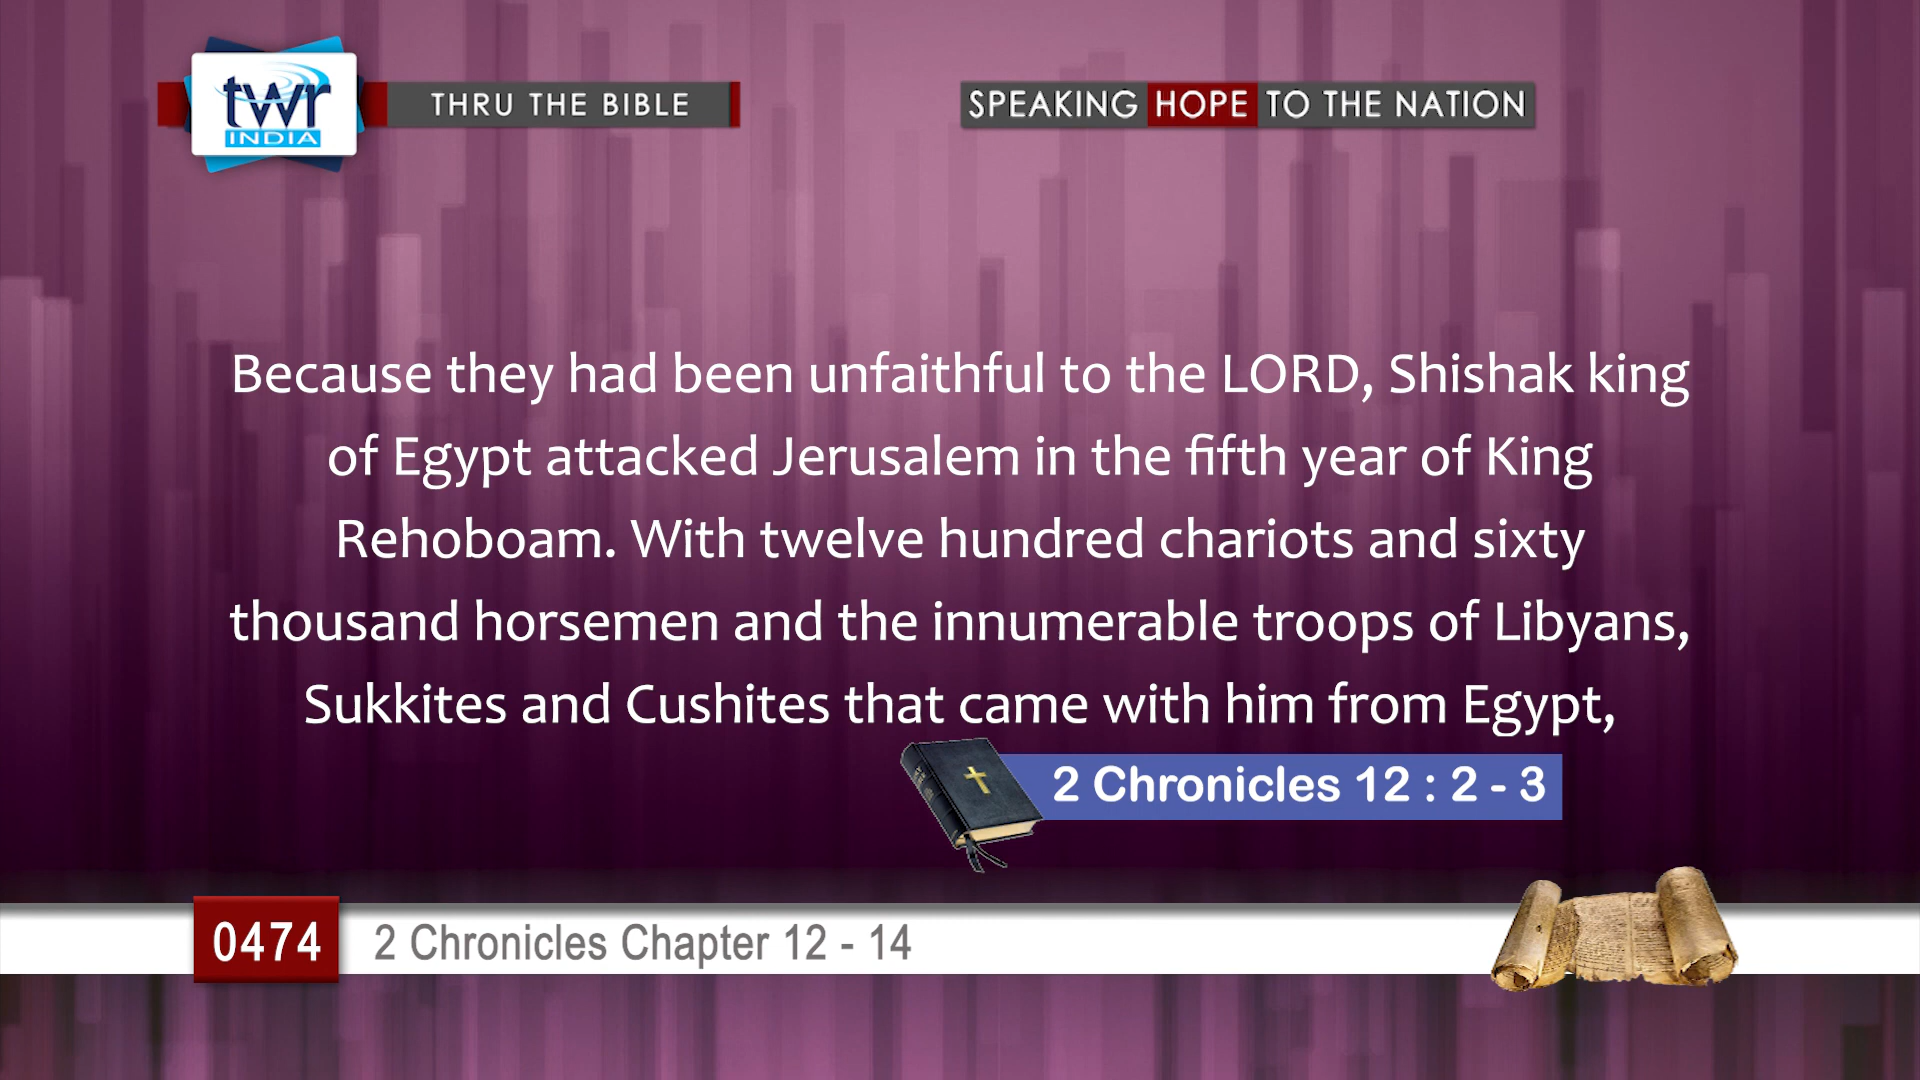 twr
INDIA
THRU THE BIBLE
SPEAKING HOPE TO THE NATION
Because they had been unfaithful to the LORD, Shishak king
of Egypt attacked Jerusalem in the fifth year of King
Rehoboam. With twelve hundred chariots and sixty
thousand horsemen and the innumerable troops of Libyans,
Sukkites and Cushites that came with him from Egypt,
2 Chronicles 12 : 2 - 3
0474
2 Chronicles Chapter 12 - 14